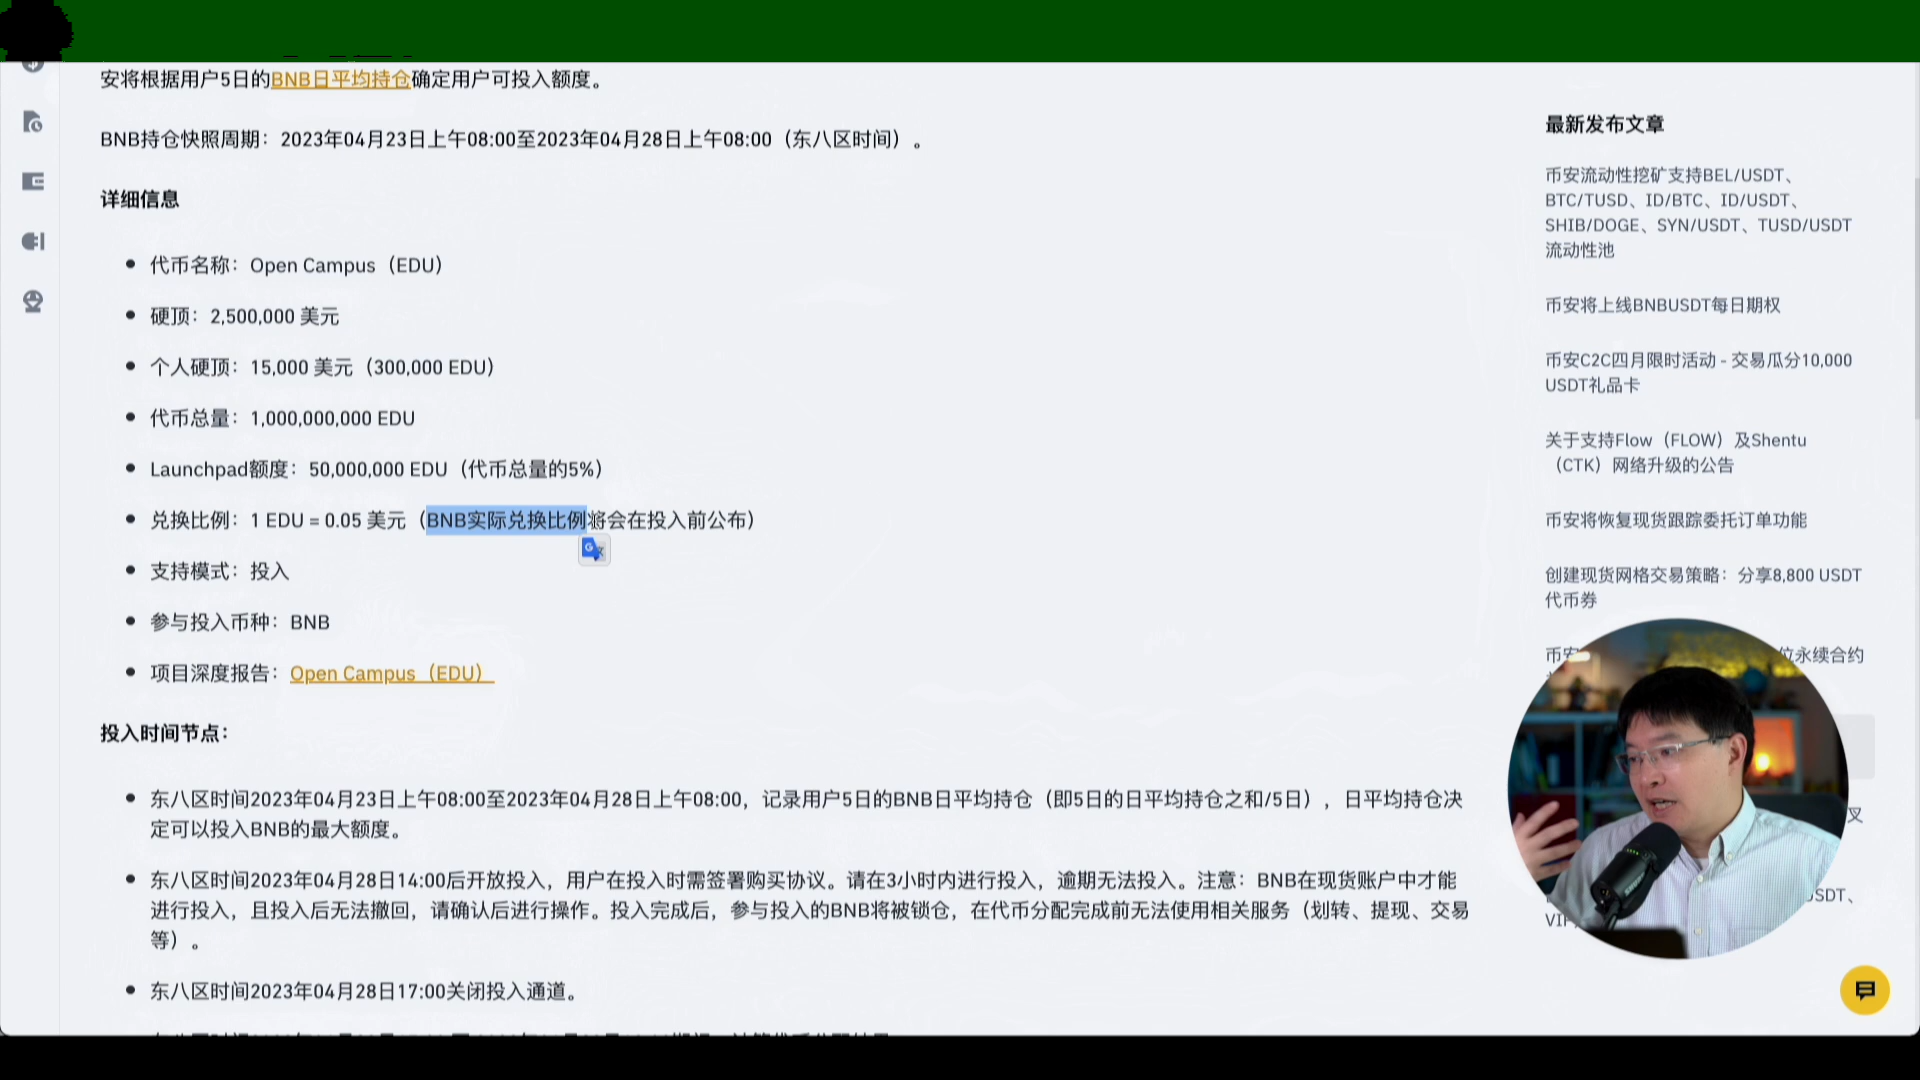 安将根据用户5日的BNB日平均持仓确定用户可投入额度。
BNB持仓快照周期：2023年04月23日上午08:00至2023年04月28日上午08:00（东八区时间）。
详细信息
代币名称：Open Campus（EDU）
硬顶：2,500,000 美元
个人硬顶：15,000 美元（300,000 EDU）
代币总量：1,000,000,000 EDU
Launchpad额度：50,000,000 EDU（代币总量的5%）
兑换比例：1 EDU = 0.05 美元（BNB实际兑换比例将会在投入前公布）
支持模式：投入
参与投入币种：BNB
项目深度报告：Open Campus（EDU）
投入时间节点：
东八区时间2023年04月23日上午08:00至2023年04月28日上午08:00，记录用户5日的BNB日平均持仓（即5日的日平均持仓之和/5日），日平均持仓决
定可以投入BNB的最大额度。
东八区时间2023年04月28日14:00后开放投入，用户在投入时需签署购买协议。请在3小时内进行投入，逾期无法投入。注意：BNB在现货账户中才能
进行投入，且投入后无法撤回，请确认后进行操作。投入完成后，参与投入的BNB将被锁仓，在代币分配完成前无法使用相关服务（划转、提现、交易
等）。
东八区时间2023年04月28日17:00关闭投入通道。
最新发布文章
币安流动性挖矿支持BEL/USDT、
BTC/TUSD、ID/BTC、ID/USDT、
SHIB/DOGE、SYN/USDT、TUSD/USDT
流动性池
币安将上线BNBUSDT每日期权
币安C2C四月限时活动 - 交易瓜分10,000
USDT礼品卡
关于支持Flow（FLOW）及Shentu
（CTK）网络升级的公告
币安将恢复现货跟踪委托订单功能
创建现货网格交易策略：分享8,800 USDT
代币券
币安 位永续合约
叉
SDT、
VIP